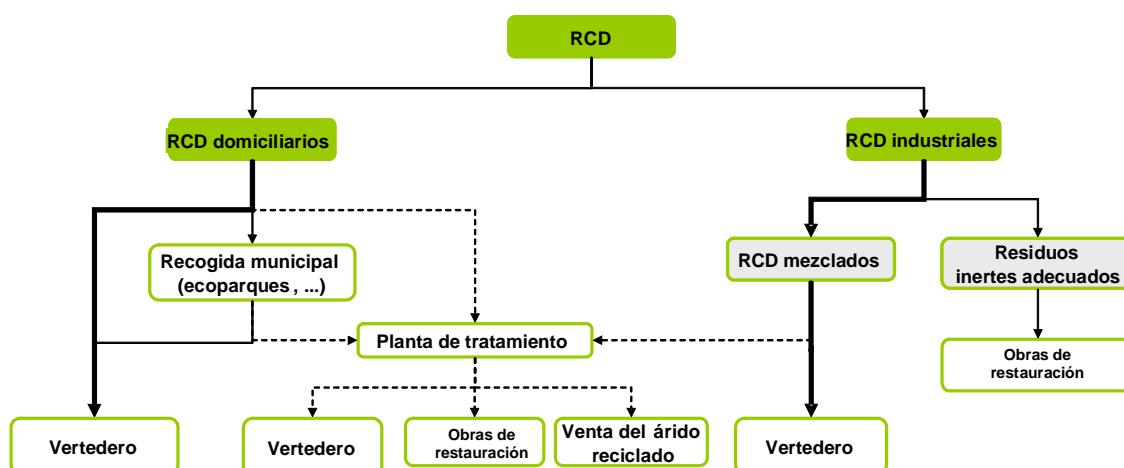 RCD
RCD domiciliarios
RCD industriales
Recogida municipal
(ecoparques , ...)
RCD mezclados
Residuos
inertes adecuados
Planta de tratamiento
Obras de
restauración
Vertedero
Vertedero
Obras de
restauración
Venta del árido
reciclado
Vertedero